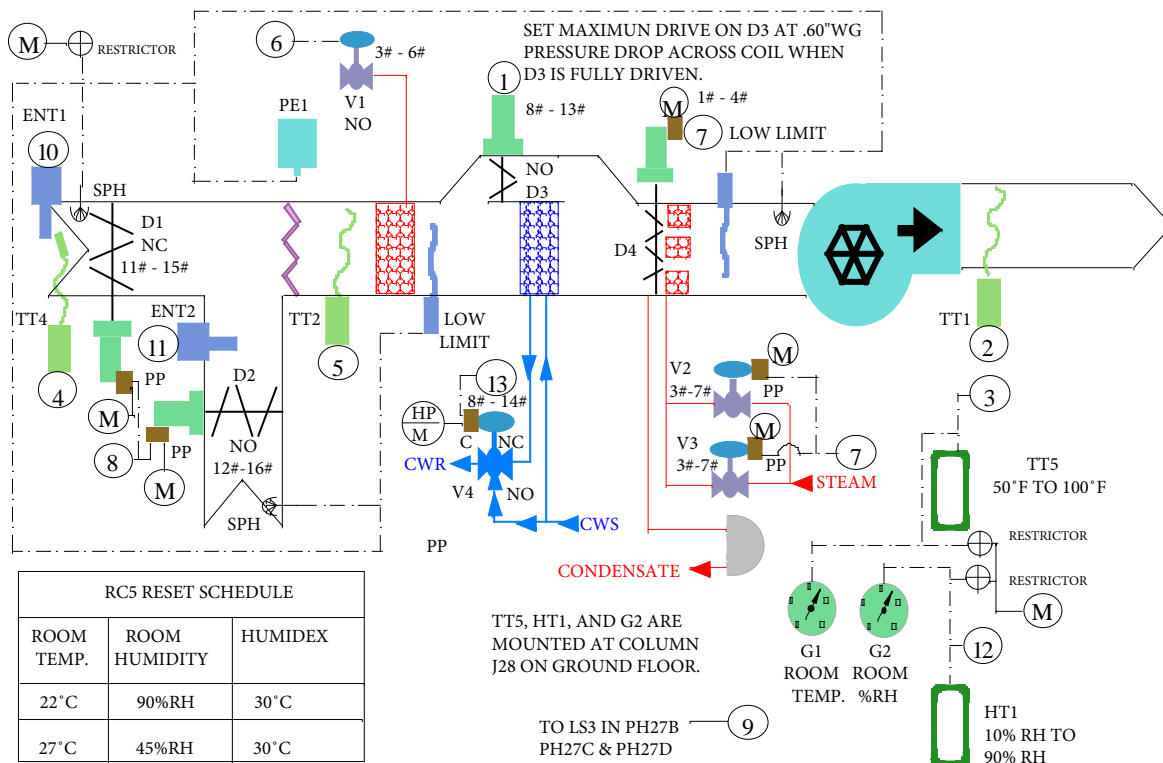 SET MAXIMUN DRIVE ON D3 AT .60"WG
PRESSURE DROP ACROSS COIL WHEN
D3 IS FULLY DRIVEN.
M
RESTRICTOR
6
3# - 6#
V1
NO
PE1
1
8# - 13#
1# - 4#
M
7
LOW LIMIT
ENT1
10
SPH
D1
NC
11# - 15#
NO
D3
D4
SPH
TT4
4
ENT2
11
PP
M
8
PP
M
D2
NO
12#-16#
SPH
TT2
5
LOW
LIMIT
13
8# - 14#
HP
M
C
NC
CWR
V4
NO
CWS
PP
V2
3#-7#
M
PP
V3
3#-7#
M
PP
7
STEAM
CONDENSATE
TT1
2
3
TT5
50˚F TO 100˚F
RESTRICTOR
RESTRICTOR
M
12
G1
ROOM
TEMP.
G2
ROOM
%RH
HT1
10% RH TO
90% RH
RC5 RESET SCHEDULE
ROOM TEMP.
ROOM HUMIDITY
HUMIDEX
22˚C 90%RH 30˚C
27˚C 45%RH 30˚C
TT5, HT1, AND G2 ARE
MOUNTED AT COLUMN
J28 ON GROUND FLOOR.
TO LS3 IN PH27B
PH27C & PH27D
9